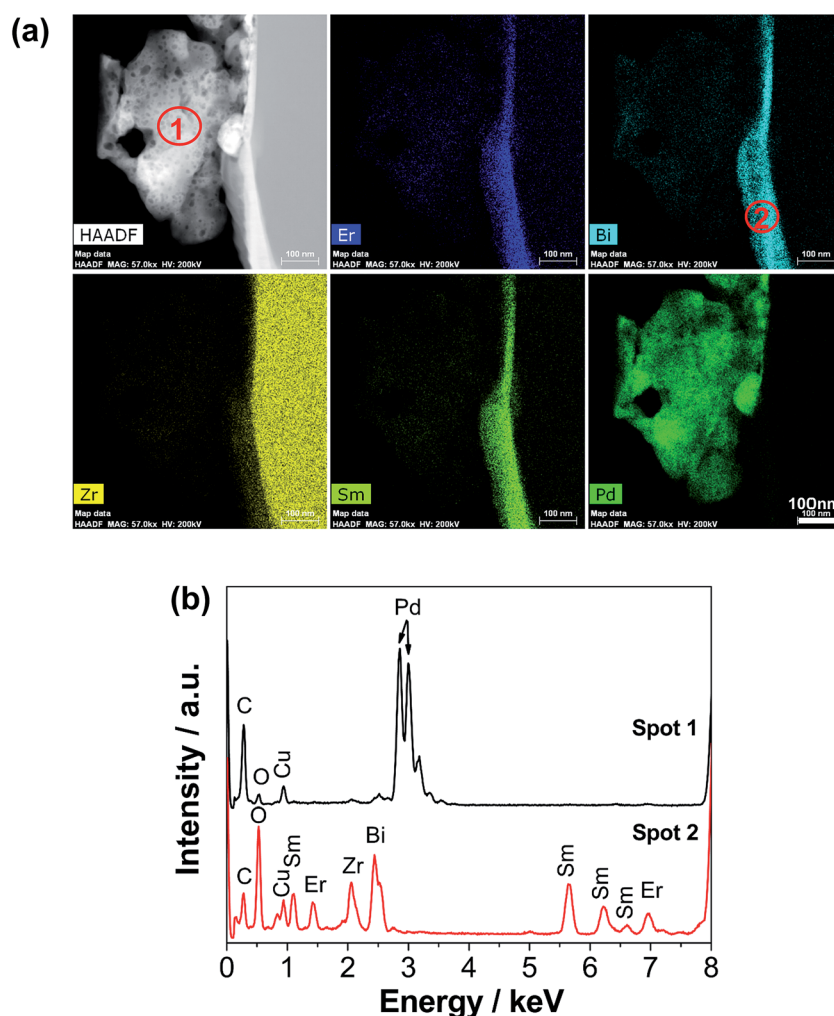 (a)
1
HAADF
Map data
HAADF MAG: 57.0kx HV: 200kV
100 nm
Er
Map data
HAADF MAG: 57.0kx HV: 200kV
100 nm
2
Bi
Map data
HAADF MAG: 57.0kx HV: 200kV
100 nm
Zr
Map data
HAADF MAG: 57.0kx HV: 200kV
100 nm
Sm
Map data
HAADF MAG: 57.0kx HV: 200kV
100 nm
Pd
Map data
HAADF MAG: 57.0kx HV: 200kV
100nm
100 nm
(b)
Intensity / a.u.
Pd
C
O
Cu
Spot 1
Spot 2
C
O
Cu
Sm
Er
Zr
Bi
Sm
Sm
Sm
Er
0 1 2 3 4 5 6 7 8
Energy / keV